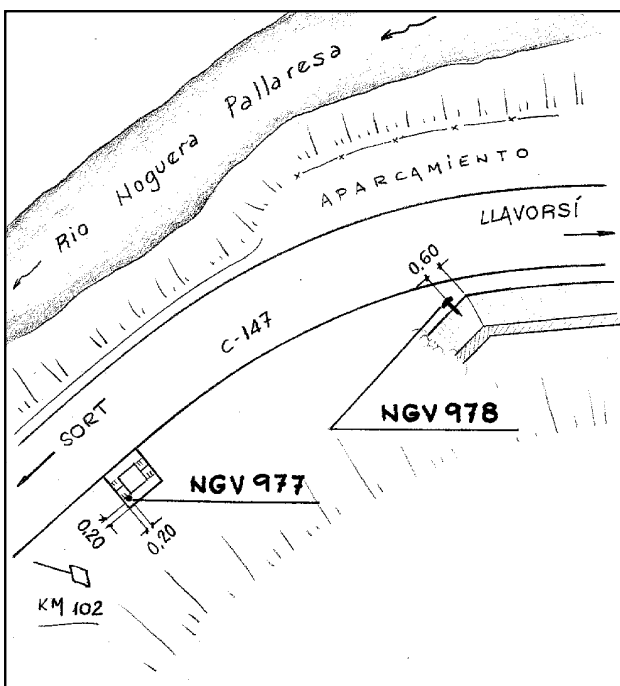 Rio Noguera Pallaresa
APARCAMIENTO
LLAVORSÍ
0,60
C-147
NGV 978
SORT
NGV 977
0,20
0,20
KM 102